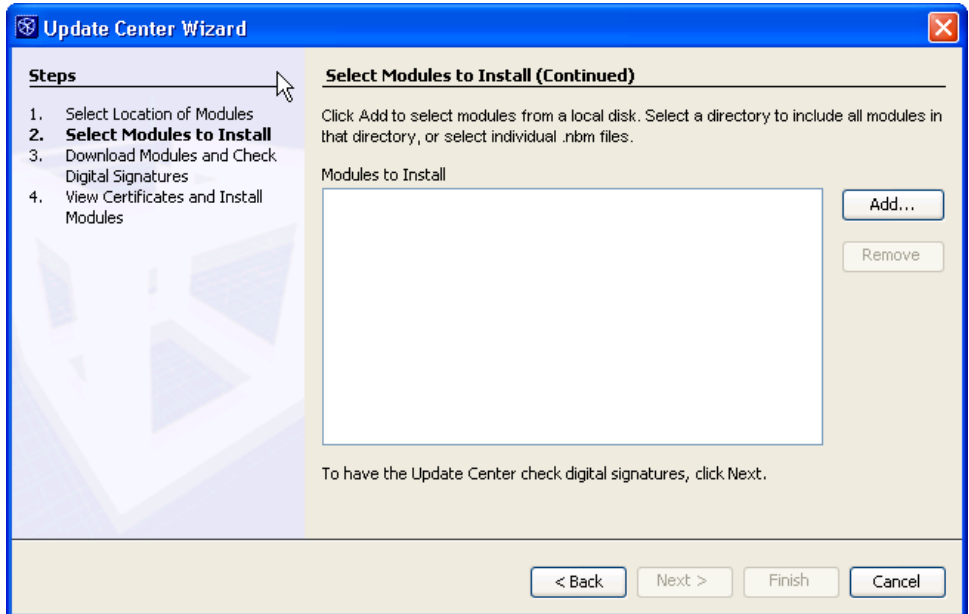 Update Center Wizard
Steps
1. Select Location of Modules
2. Select Modules to Install
3. Download Modules and Check
Digital Signatures
4. View Certificates and Install
Modules
Select Modules to Install (Continued)
Click Add to select modules from a local disk. Select a directory to include all modules in
that directory, or select individual .nbm files.
Modules to Install
Add...
Remove
To have the Update Center check digital signatures, click Next.
< Back
Next >
Finish
Cancel